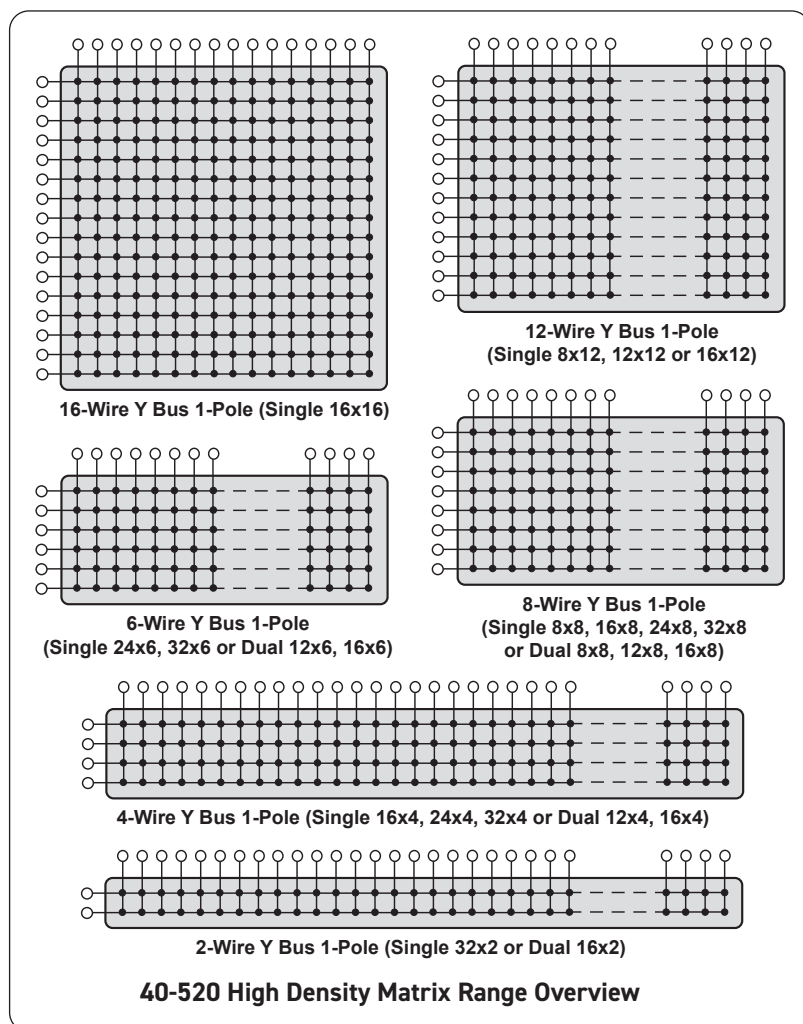 16-Wire Y Bus 1-Pole (Single 16x16)
12-Wire Y Bus 1-Pole
(Single 8x12, 12x12 or 16x12)
6-Wire Y Bus 1-Pole
(Single 24x6, 32x6 or Dual 12x6, 16x6)
8-Wire Y Bus 1-Pole
(Single 8x8, 16x8, 24x8, 32x8
or Dual 8x8, 12x8, 16x8)
4-Wire Y Bus 1-Pole (Single 16x4, 24x4, 32x4 or Dual 12x4, 16x4)
2-Wire Y Bus 1-Pole (Single 32x2 or Dual 16x2)
40-520 High Density Matrix Range Overview